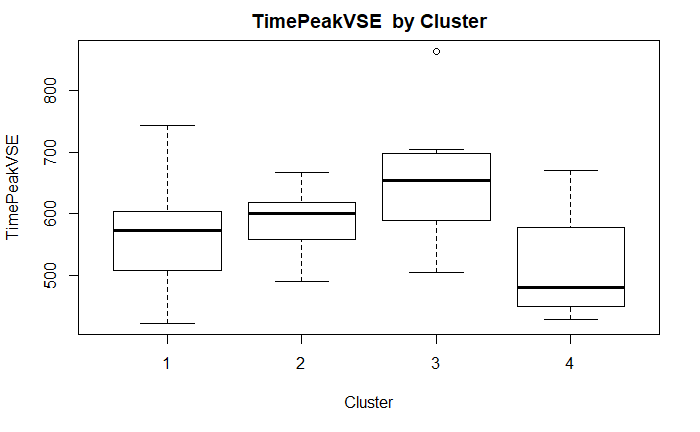 TimePeakVSE by Cluster
TimePeakVSE
800
700
600
500
1 2 3 4
Cluster